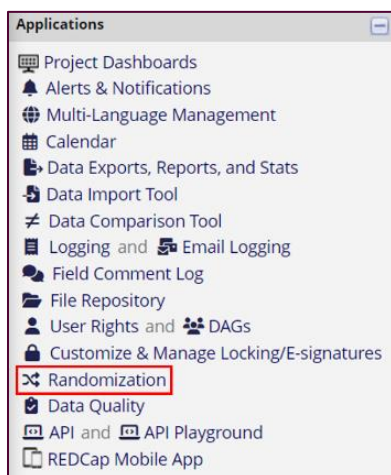 Applications
Project Dashboards
Alerts & Notifications
Multi-Language Management
Calendar
Data Exports, Reports, and Stats
Data Import Tool
Data Comparison Tool
Logging and Email Logging
Field Comment Log
File Repository
User Rights and DAGs
Customize & Manage Locking/E-signatures
Randomization
Data Quality
API and API Playground
REDCap Mobile App